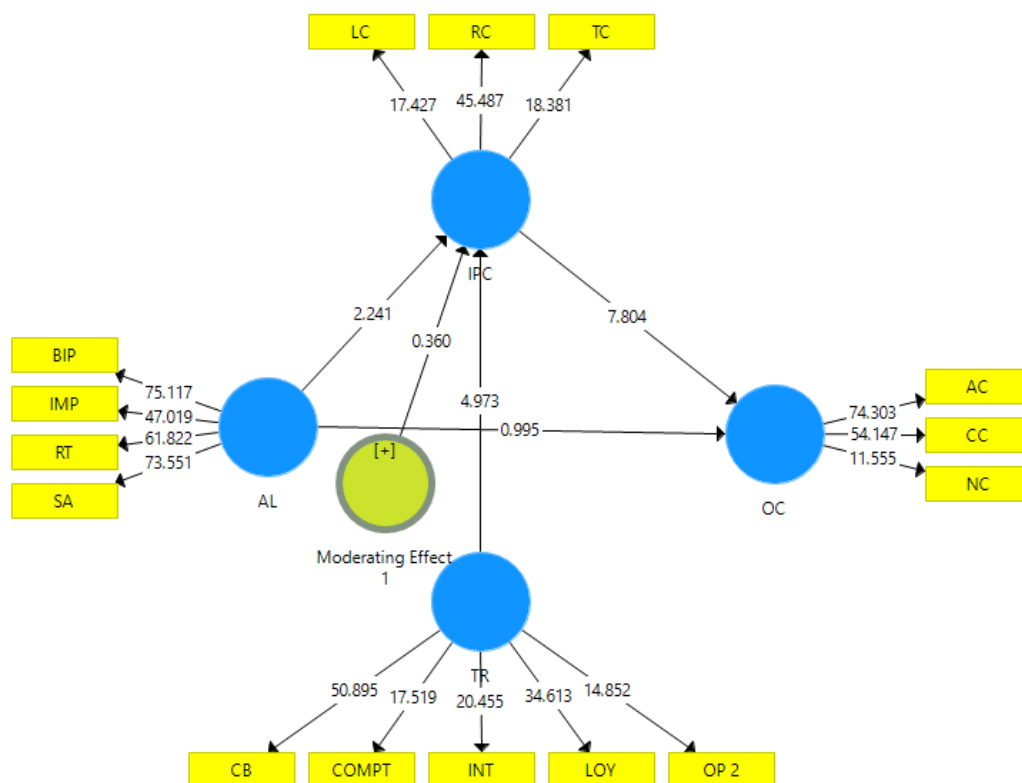 LC
RC
TC
17.427
45.487
18.381
IPC
2.241
0.360
7.804
4.973
0.995
BIP
IMP
RT
SA
75.117
47.019
61.822
73.551
AL
[+]
Moderating Effect
1
AC
CC
NC
74.303
54.147
11.555
OC
TR
50.895
17.519
20.455
34.613
14.852
CB
COMPT
INT
LOY
OP 2